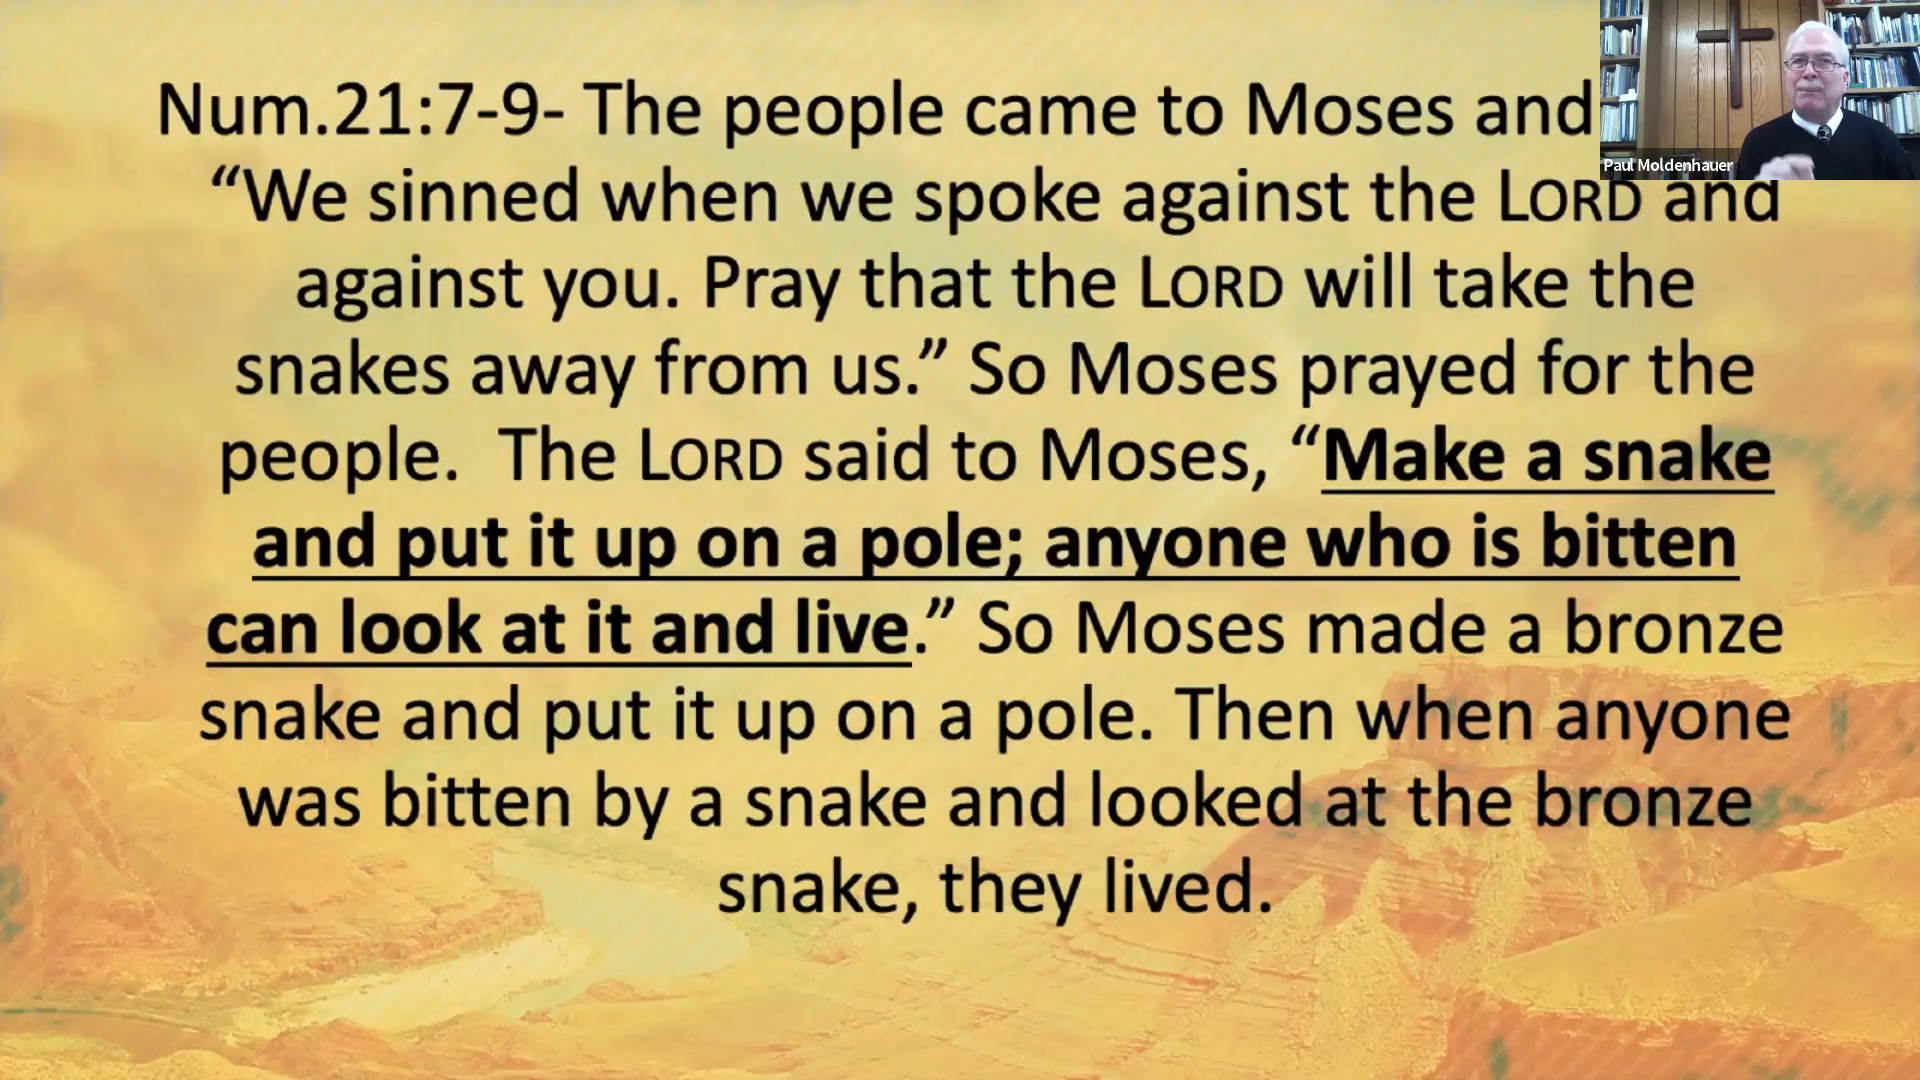 Num.21:7-9- The people came to Moses and
“We sinned when we spoke against the LORD and
against you. Pray that the LORD will take the
snakes away from us.” So Moses prayed for the
people.  The LORD said to Moses, “Make a snake
and put it up on a pole; anyone who is bitten
can look at it and live.” So Moses made a bronze
snake and put it up on a pole. Then when anyone
was bitten by a snake and looked at the bronze
snake, they lived.
Paul Moldenhauer